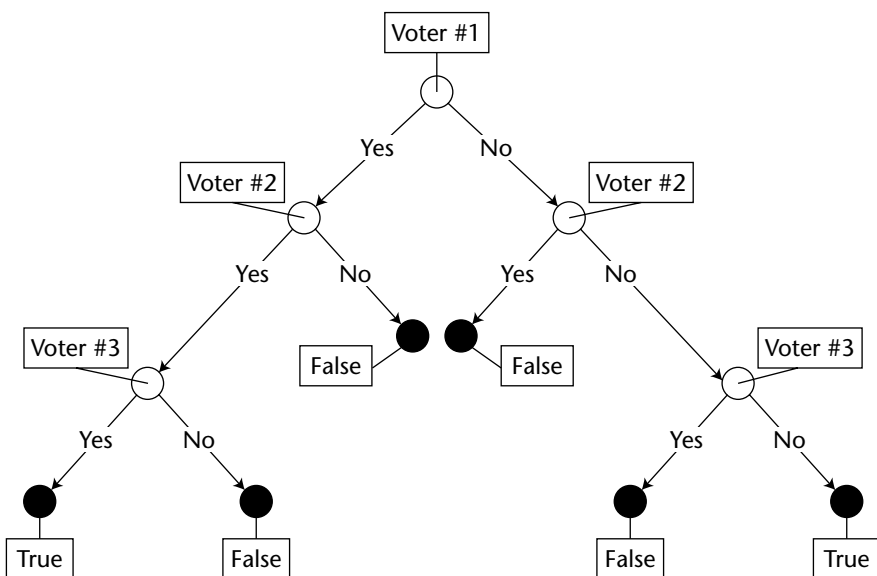 Voter #1
Yes
No
Voter #2
Voter #2
Yes
No
Yes
No
Voter #3
False
False
Voter #3
Yes
No
Yes
No
True
False
False
True